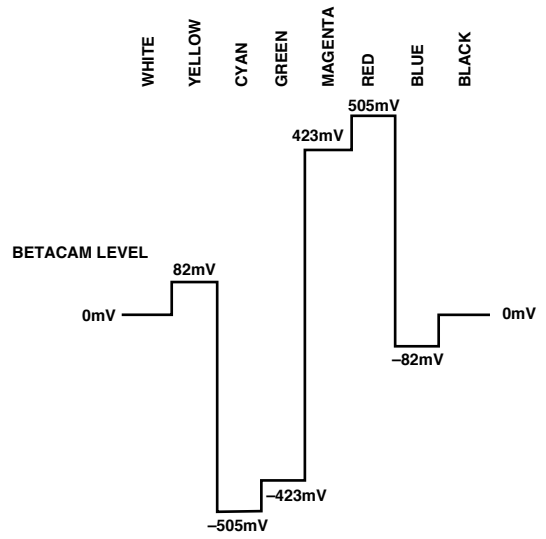 WHITE
YELLOW
CYAN
GREEN
MAGENTA
RED
BLUE
BLACK
505mV
423mV
BETACAM LEVEL
82mV
0mV
0mV
–82mV
–423mV
–505mV